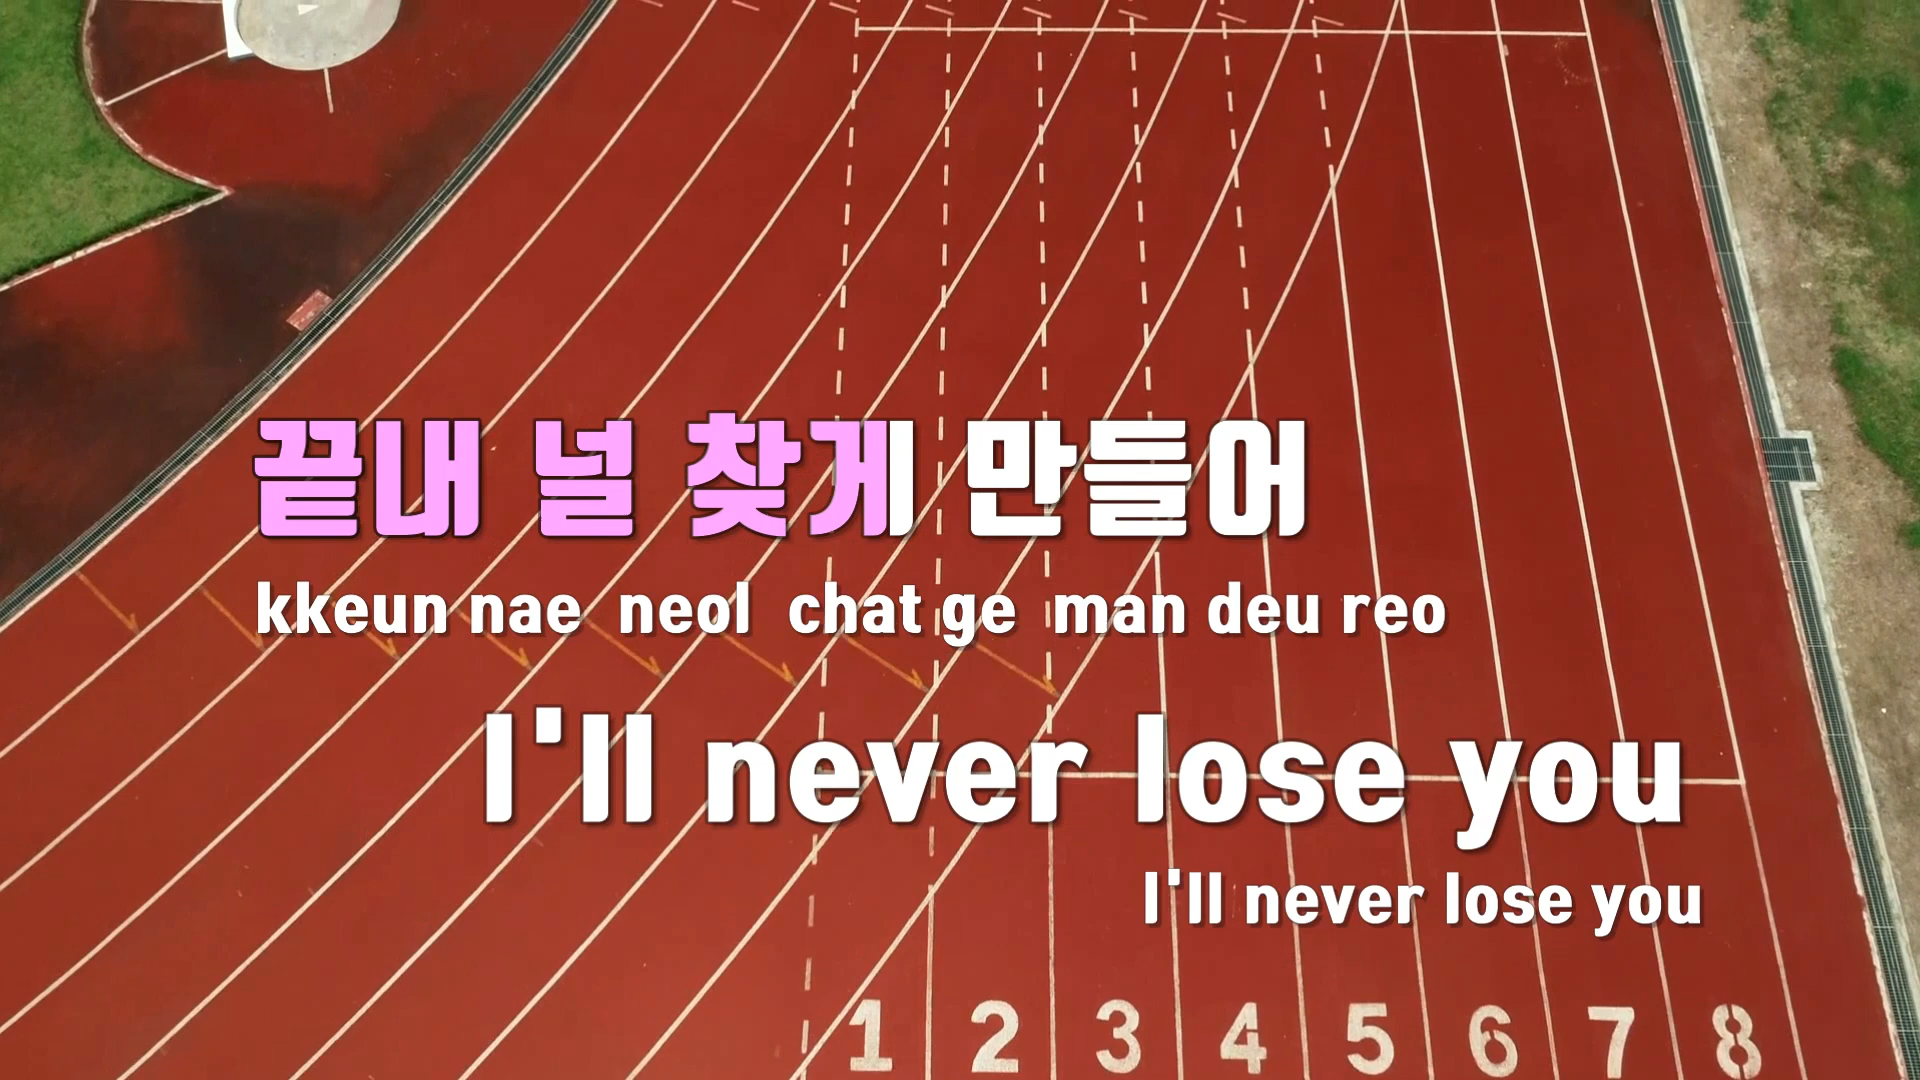 끝내 널 찾게 만들어
kkeun nae neol chat ge man deu reo
I'll never lose you
I'll never lose you
1 2 3 4 5 6 7 8